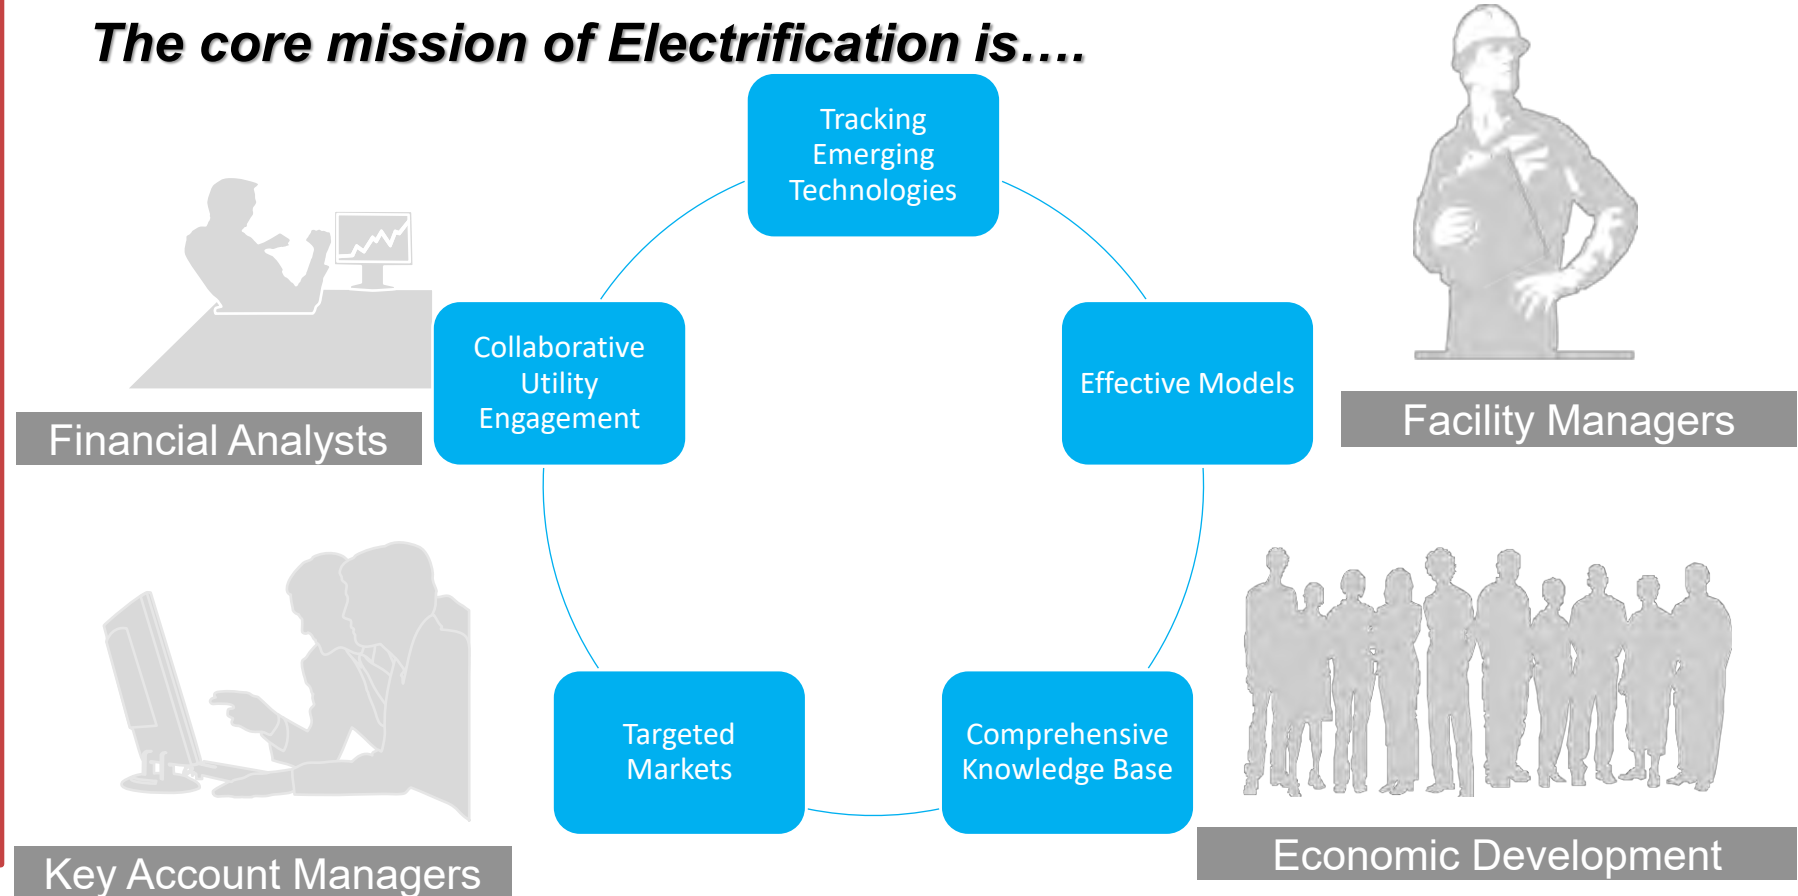 The core mission of Electrification is....
Tracking
Emerging
Technologies
Collaborative
Utility
Engagement
Effective Models
Financial Analysts
Facility Managers
Targeted
Markets
Comprehensive
Knowledge Base
Key Account Managers
Economic Development